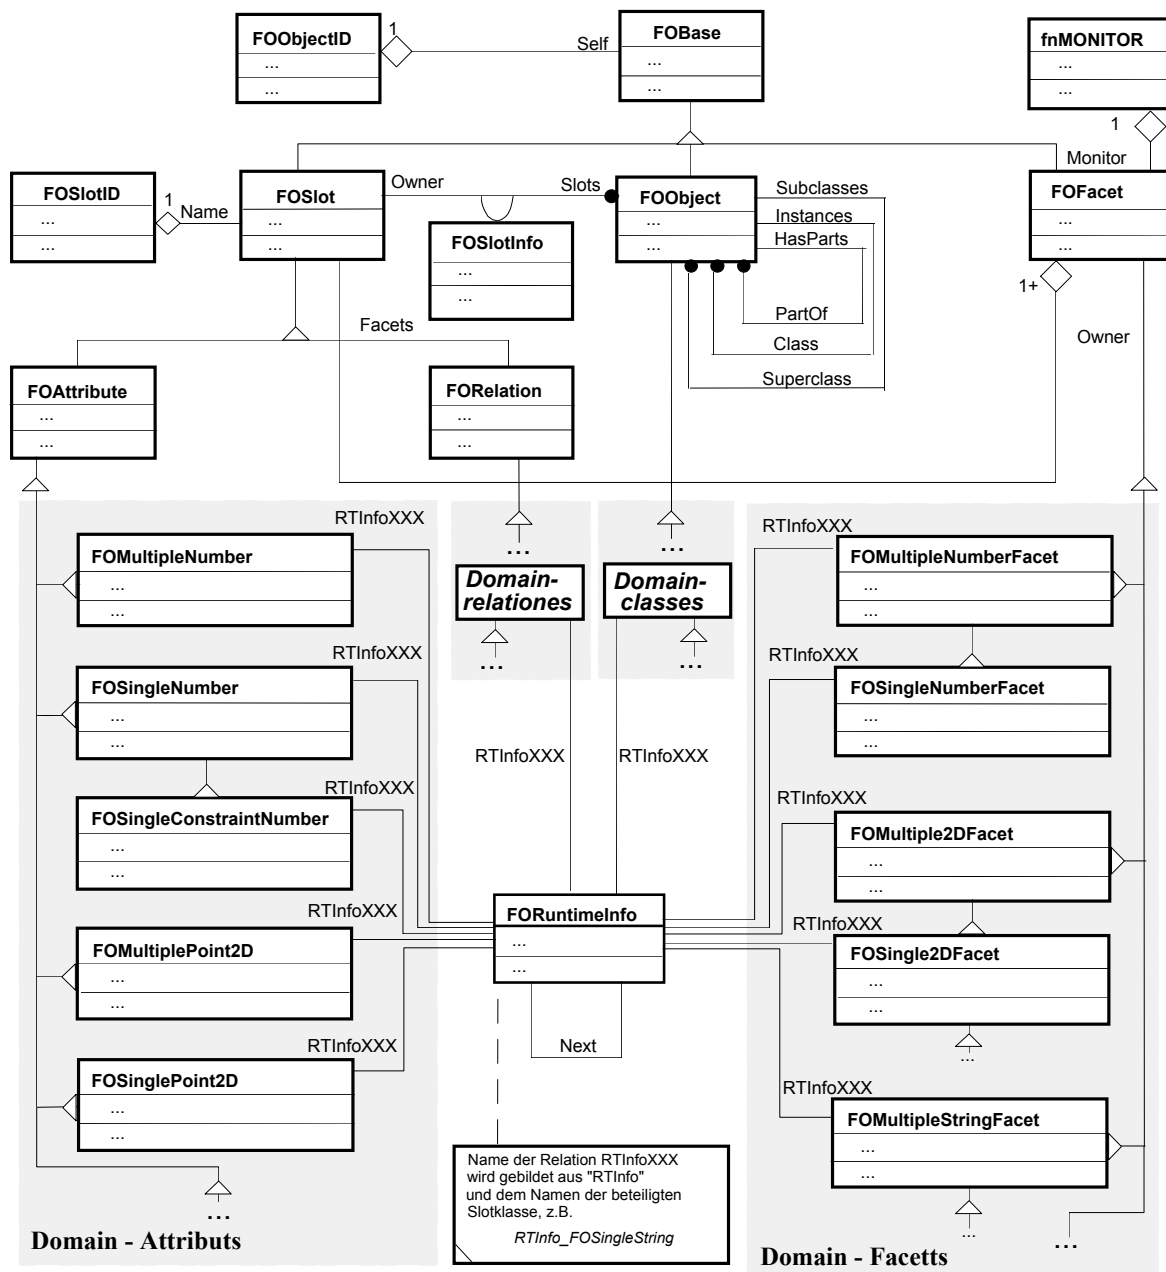 FOObjectID
...
...
1
Self
FOBase
...
...
fnMONITOR
...
...
1
Monitor
FOSlotID
...
...
1
Name
FOSlot
...
...
Owner
Slots
FOSlotInfo
...
...
FOObject
...
...
Subclasses
Instances
HasParts
PartOf
Class
Superclass
FOFacet
...
...
1+
Owner
Facets
FOAttribute
...
...
FORelation
...
...
RTInfoXXX
FOMultipleNumber
...
...
RTInfoXXX
FOSingleNumber
...
...
RTInfoXXX
FOSingleConstraintNumber
...
...
RTInfoXXX
FOMultiplePoint2D
...
...
RTInfoXXX
FOSinglePoint2D
...
...
...
Domain - Attributs
...
Domain-
relationes
...
RTInfoXXX
...
Domain-
classes
...
RTInfoXXX
FORuntimeInfo
...
...
Next
Name der Relation RTInfoXXX
wird gebildet aus "RTInfo"
und dem Namen der beteiligten
Slotklasse, z.B.
RTInfo_FOSingleString
RTInfoXXX
FOMultipleNumberFacet
...
...
RTInfoXXX
FOSingleNumberFacet
...
...
RTInfoXXX
FOMultiple2DFacet
...
...
RTInfoXXX
FOSingle2DFacet
...
...
...
RTInfoXXX
FOMultipleStringFacet
...
...
...
...
Domain - Facetts